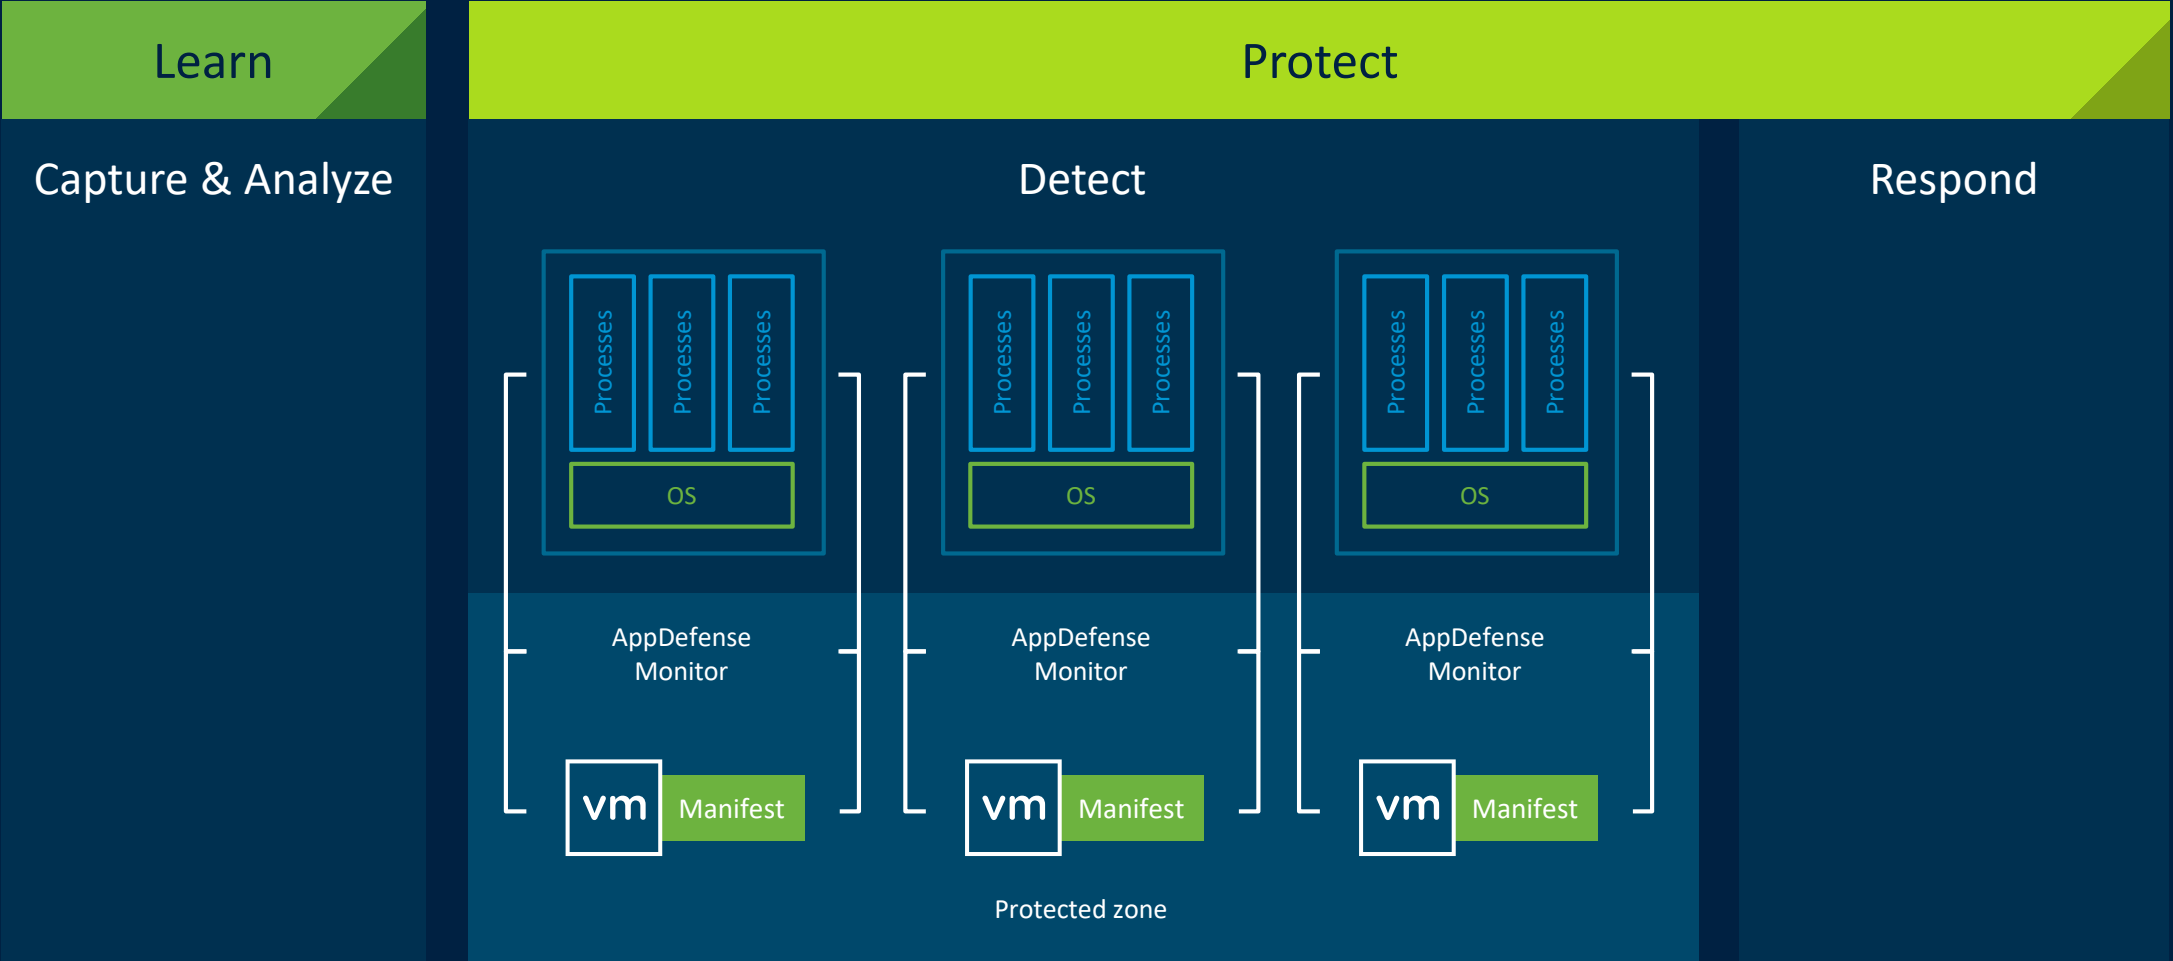 Learn
Protect
Capture & Analyze
Detect
Respond
Processes
Processes
Processes
OS
Processes
Processes
Processes
OS
Processes
Processes
Processes
OS
AppDefense
Monitor
AppDefense
Monitor
AppDefense
Monitor
vm
Manifest
vm
Manifest
vm
Manifest
Protected zone